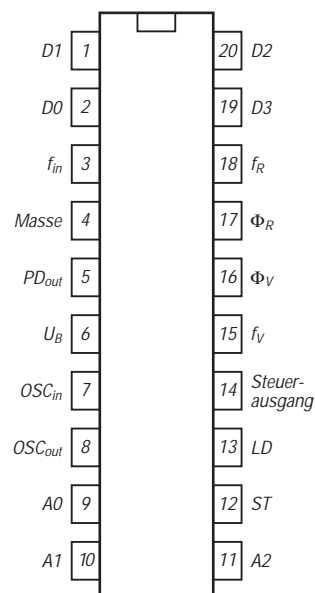 D1 1 20 D2
D0 2 19 D3
fin 3 18 fR
Masse 4 17 ΦR
PDout 5 16 ΦV
UB 6 15 fV
OSCin 7 14 Steuer-
ausgang
OSCout 8 13 LD
A0 9 12 ST
A1 10 11 A2